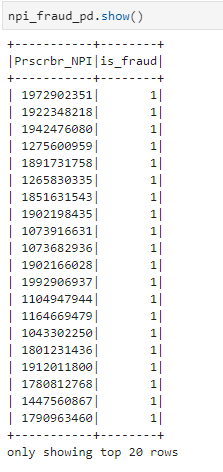 npi_fraud_pd.show()
+-----------+--------+
|Prscrbr_NPI|is_fraud|
+-----------+--------+
| 1972902351|       1|
| 1922348218|       1|
| 1942476080|       1|
| 1275600959|       1|
| 1891731758|       1|
| 1265830335|       1|
| 1851631543|       1|
| 1902198435|       1|
| 1073916631|       1|
| 1073682936|       1|
| 1902166028|       1|
| 1992906937|       1|
| 1104947944|       1|
| 1164669479|       1|
| 1043302250|       1|
| 1801231436|       1|
| 1912011800|       1|
| 1780812768|       1|
| 1447560867|       1|
| 1790963460|       1|
+-----------+--------+
only showing top 20 rows